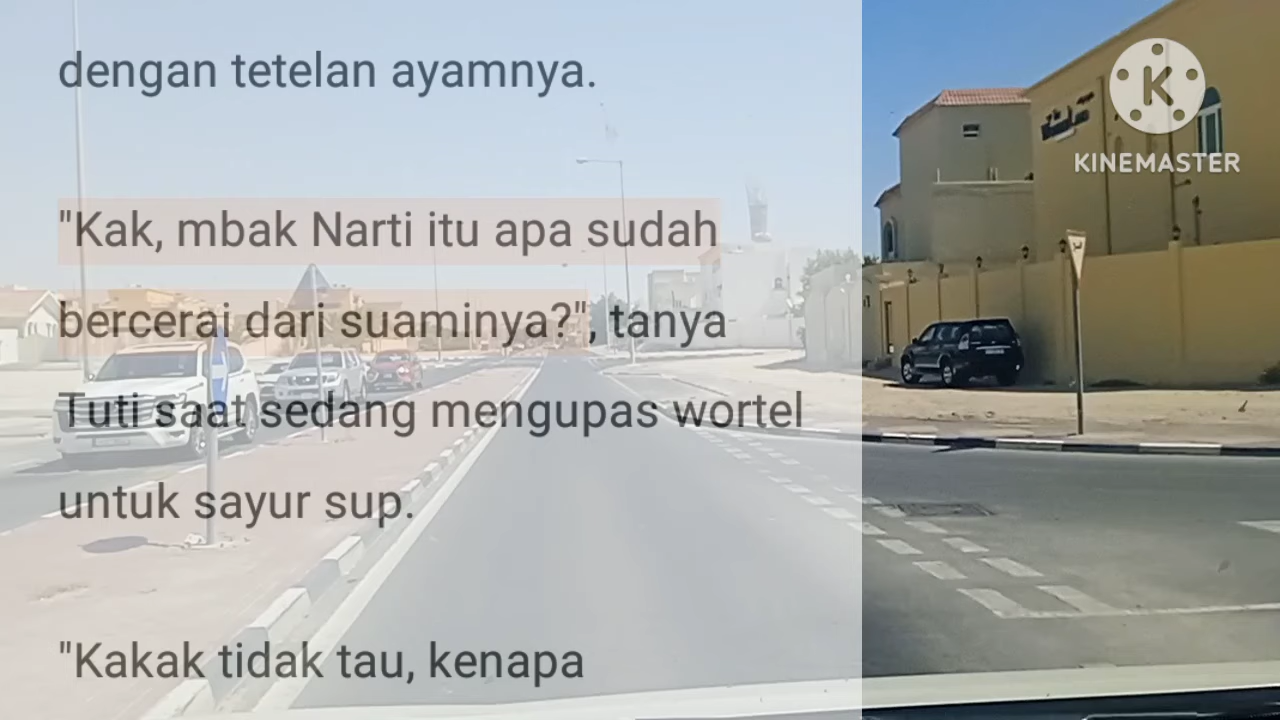 dengan tetelan ayamnya.
"Kak, mbak Narti itu apa sudah
bercerai dari suaminya?", tanya
Tuti saat sedang mengupas wortel
untuk sayur sup.
"Kakak tidak tau, kenapa
K
KINEMASTER